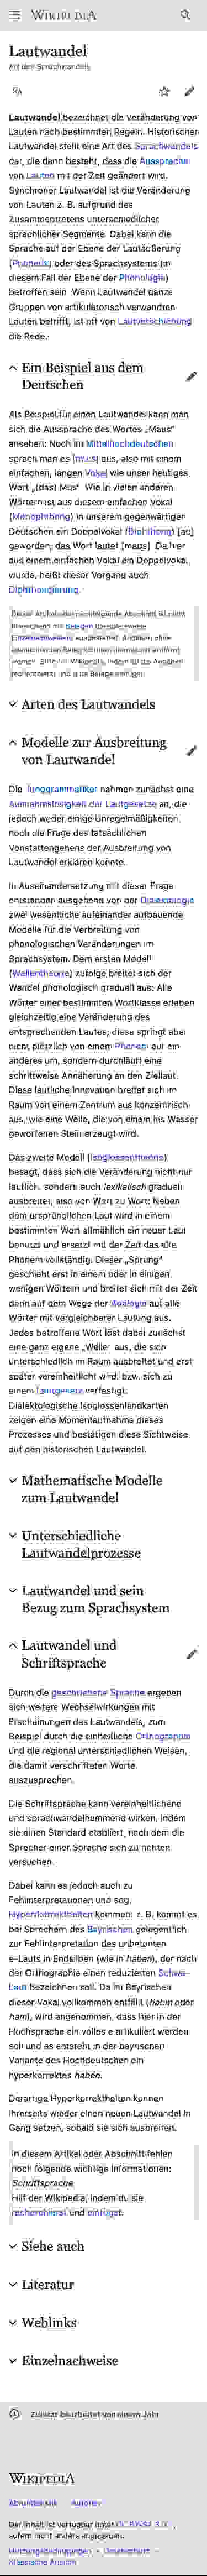 WIKIPEDIA
Lautwandel
Art des Sprachwandels
Lautwandel bezeichnet die Veränderung von
Lauten nach bestimmten Regeln. Historischer
Lautwandel stellt eine Art des Sprachwandels
dar, die darin besteht, dass die Aussprache
von Lauten mit der Zeit geändert wird.
Synchroner Lautwandel ist die Veränderung
von Lauten z. B. aufgrund des
Zusammentretens unterschiedlicher
sprachlicher Segmente. Dabei kann die
Sprache auf der Ebene der Lautäußerung
(Phonetik) oder des Sprachsystems (in
diesem Fall der Ebene der Phonologie)
betroffen sein. Wenn Lautwandel ganze
Gruppen von artikulatorisch verwandten
Lauten betrifft, ist oft von Lautverschiebung
die Rede.
Ein Beispiel aus dem
Deutschen
Als Beispiel für einen Lautwandel kann man
sich die Aussprache des Wortes „Maus“
ansehen: Noch im Mittelhochdeutschen
sprach man es [muːs] aus, also mit einem
einfachen, langen Vokal wie unser heutiges
Wort „(das) Mus“. Wie in vielen anderen
Wörtern ist aus diesem einfachen Vokal
(Monophthong) in unserem gegenwärtigen
Deutschen ein Doppelvokal (Diphthong) [aʊ]
geworden, das Wort lautet [maʊs]. Da hier
aus einem einfachen Vokal ein Doppelvokal
wurde, heißt dieser Vorgang auch
Diphthongierung.
Dieser Artikel oder nachfolgende Abschnitt ist nicht
hinreichend mit Belegen (beispielsweise
Einzelnachweisen) ausgestattet. Angaben ohne
ausreichenden Beleg könnten demnächst entfernt
werden. Bitte hilf Wikipedia, indem du die Angaben
recherchierst und gute Belege einfügst.
Arten des Lautwandels
Modelle zur Ausbreitung
von Lautwandel
Die Junggrammatiker nahmen zunächst eine
Ausnahmslosigkeit der Lautgesetze an, die
jedoch weder einige Unregelmäßigkeiten
noch die Frage des tatsächlichen
Vonstattengehens der Ausbreitung von
Lautwandel erklären konnte.
In Auseinandersetzung mit dieser Frage
entstanden ausgehend von der Dialektologie
zwei wesentliche aufeinander aufbauende
Modelle für die Verbreitung von
phonologischen Veränderungen im
Sprachsystem. Dem ersten Modell
(Wellentheorie) zufolge breitet sich der
Wandel phonologisch graduell aus: Alle
Wörter einer bestimmten Wortklasse erleben
gleichzeitig eine Veränderung des
entsprechenden Lautes; diese springt aber
nicht plötzlich von einem Phonem auf ein
anderes um, sondern durchläuft eine
schrittweise Annäherung an den Ziellaut.
Diese lautliche Innovation breitet sich im
Raum von einem Zentrum aus konzentrisch
aus, wie eine Welle, die von einem ins Wasser
geworfenen Stein erzeugt wird.
Das zweite Modell (Isoglossentheorie)
besagt, dass sich die Veränderung nicht nur
lautlich, sondern auch lexikalisch graduell
ausbreitet, also von Wort zu Wort: Neben
dem ursprünglichen Laut wird in einem
bestimmten Wort allmählich ein neuer Laut
benutzt und ersetzt mit der Zeit das alte
Phonem vollständig. Dieser „Sprung“
geschieht erst in einem oder in einigen
wenigen Wörtern und breitet sich mit der Zeit
dann auf dem Wege der Analogie auf alle
Wörter mit vergleichbarer Lautung aus.
Jedes betroffene Wort löst dabei zunächst
eine ganz eigene „Welle“ aus, die sich
unterschiedlich im Raum ausbreitet und erst
später vereinheitlicht wird, bzw. sich zu
einem Lautgesetz verfestigt.
Dialektologische Isoglossenlandkarten
zeigen eine Momentaufnahme dieses
Prozesses und bestätigen diese Sichtweise
auf den historischen Lautwandel.
Mathematische Modelle
zum Lautwandel
Unterschiedliche
Lautwandelprozesse
Lautwandel und sein
Bezug zum Sprachsystem
Lautwandel und
Schriftsprache
Durch die geschriebene Sprache ergeben
sich weitere Wechselwirkungen mit
Erscheinungen des Lautwandels, zum
Beispiel durch die einheitliche Orthographie
und die regional unterschiedlichen Weisen,
die damit verschrifteten Worte
auszusprechen.
Die Schriftsprache kann vereinheitlichend
und sprachwandelhemmend wirken, indem
sie einen Standard etabliert, nach dem die
Sprecher einer Sprache sich zu richten
versuchen.
Dabei kann es jedoch auch zu
Fehlinterpretationen und sog.
Hyperkorrektheiten kommen: z. B. kommt es
bei Sprechern des Bayrischen gelegentlich
zur Fehlinterpretation des unbetonten
e-Lauts in Endsilben (wie in haben), der nach
der Orthographie einen reduzierten Schwa-
Laut bezeichnen soll. Da im Bayrischen
dieser Vokal vollkommen entfällt (habm oder
ham), wird angenommen, dass hier in der
Hochsprache ein volles e artikuliert werden
soll und es entsteht in der bayrischen
Variante des Hochdeutschen ein
hyperkorrektes habén.
Derartige Hyperkorrektheiten können
ihrerseits wieder einen neuen Lautwandel in
Gang setzen, sobald sie sich ausbreiten.
In diesem Artikel oder Abschnitt fehlen
noch folgende wichtige Informationen:
Schriftsprache
Hilf der Wikipedia, indem du sie
recherchierst und einfügst.
Siehe auch
Literatur
Weblinks
Einzelnachweise
Zuletzt bearbeitet vor einem Jahr
WIKIPEDIA
Abrufstatistik Autoren
Der Inhalt ist verfügbar unter CC BY-SA 3.0 ,
sofern nicht anders angegeben.
Nutzungsbedingungen • Datenschutz •
Klassische Ansicht